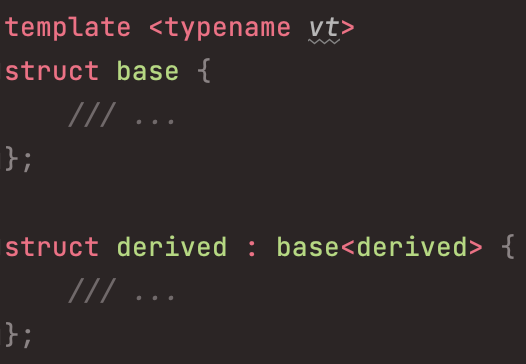 template <typename vt>
struct base {
    /// ...
};

struct derived : base<derived> {
    /// ...
};